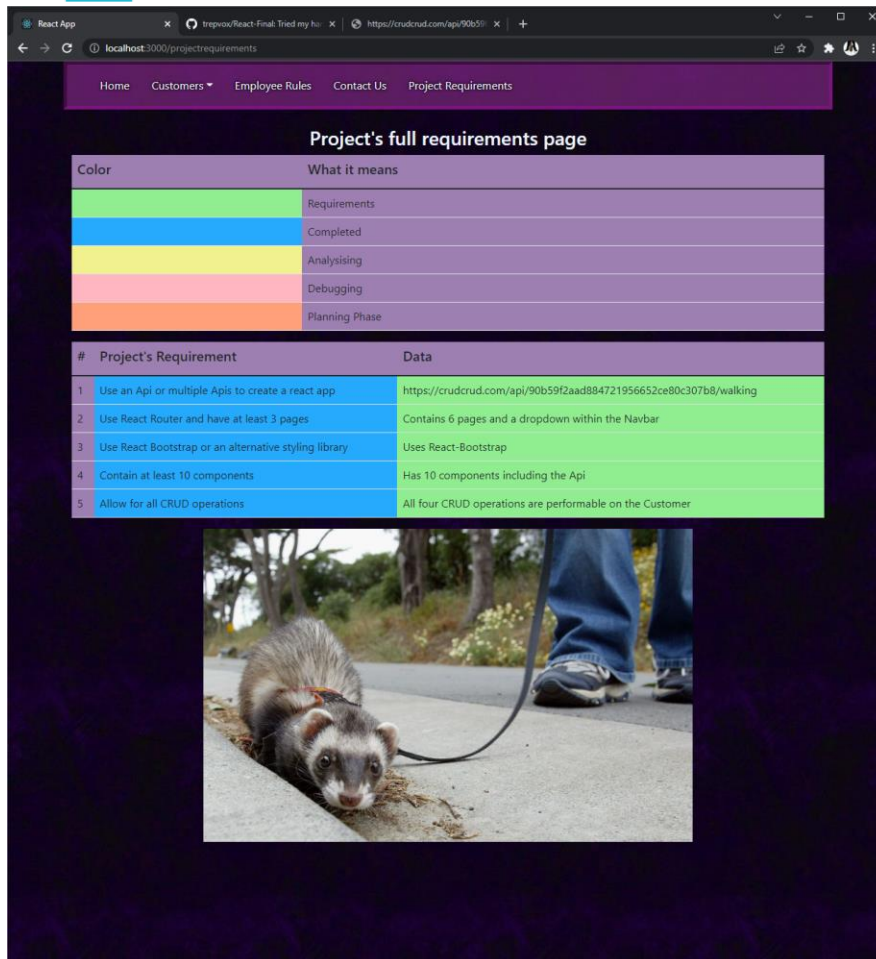 React App
trepvox/React-Final: Tried my ha
https://crudcrud.com/api/90b59
localhost:3000/projectrequirements
Home Customers Employee Rules Contact Us Project Requirements
Project's full requirements page
Color What it means
Requirements
Completed
Analysising
Debugging
Planning Phase
# Project's Requirement Data
1 Use an Api or multiple Apis to create a react app https://crudcrud.com/api/90b59f2aad884721956652ce80c307b8/walking
2 Use React Router and have at least 3 pages Contains 6 pages and a dropdown within the Navbar
3 Use React Bootstrap or an alternative styling library Uses React-Bootstrap
4 Contain at least 10 components Has 10 components including the Api
5 Allow for all CRUD operations All four CRUD operations are performable on the Customer